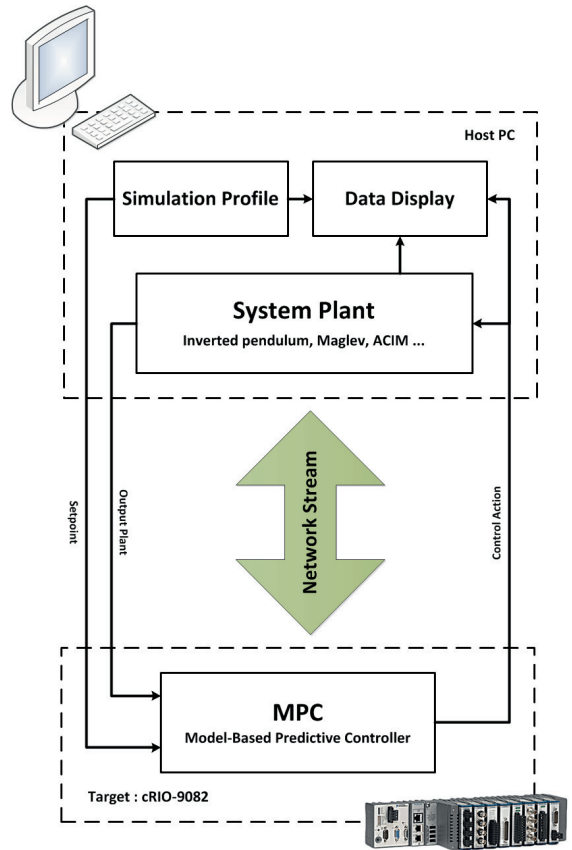 Host PC
Simulation Profile
Data Display
System Plant
Inverted pendulum, Maglev, ACIM ...
Setpoint
Output Plant
Network Stream
Control Action
MPC
Model-Based Predictive Controller
Target : cRIO-9082